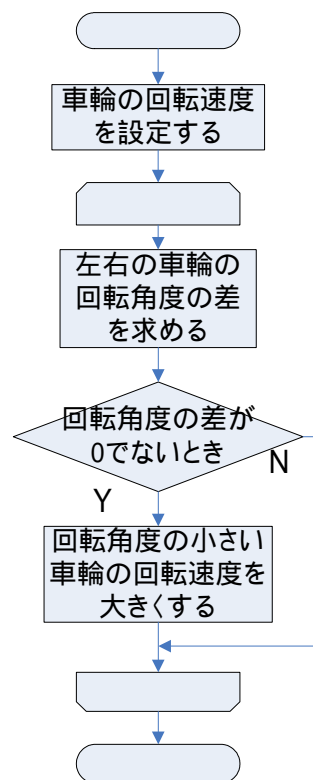 車輪の回転速度
を設定する
左右の車輪の
回転角度の差
を求める
回転角度の差が
0でないとき
N
Y
回転角度の小さい
車輪の回転速度を
大きくする